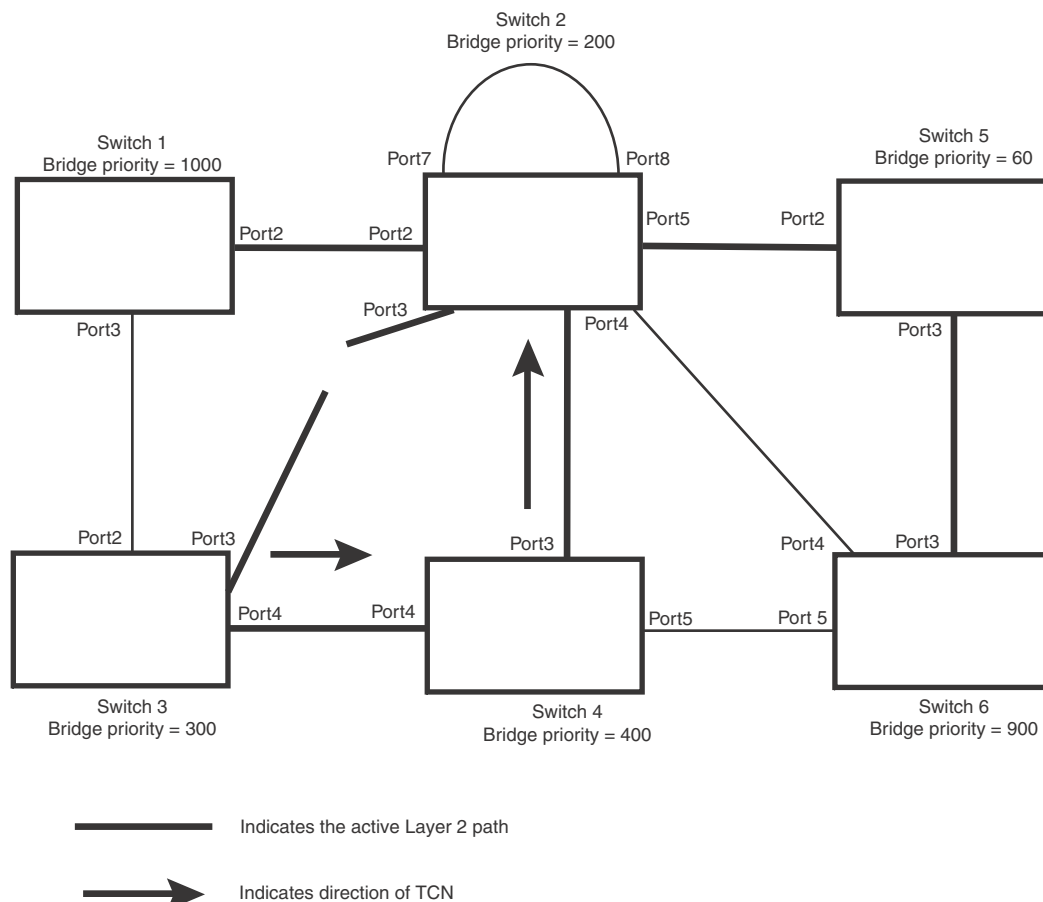 Switch 2
Bridge priority = 200
Switch 1
Bridge priority = 1000
Switch 5
Bridge priority = 60
Port7
Port8
Port2
Port2
Port5
Port2
Port3
Port3
Port4
Port3
Port2
Port3
Port3
Port4
Port3
Port4
Port4
Port5
Port 5
Switch 3
Bridge priority = 300
Switch 4
Bridge priority = 400
Switch 6
Bridge priority = 900
Indicates the active Layer 2 path
Indicates direction of TCN